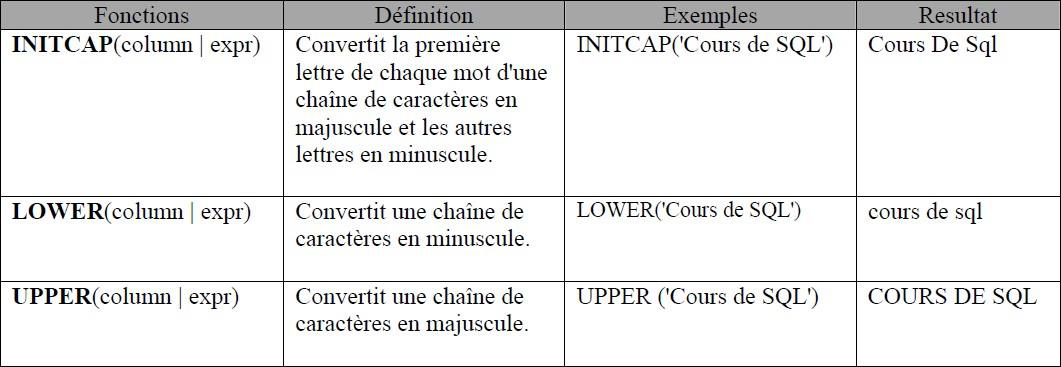 Fonctions Définition Exemples Resultat
INITCAP(column | expr) Convertit la première INITCAP('Cours de SQL') Cours De Sql
lettre de chaque mot d'une
chaîne de caractères en
majuscule et les autres
lettres en minuscule.
LOWER(column | expr) Convertit une chaîne de LOWER('Cours de SQL') cours de sql
caractères en minuscule.
UPPER(column | expr) Convertit une chaîne de UPPER ('Cours de SQL') COURS DE SQL
caractères en majuscule.